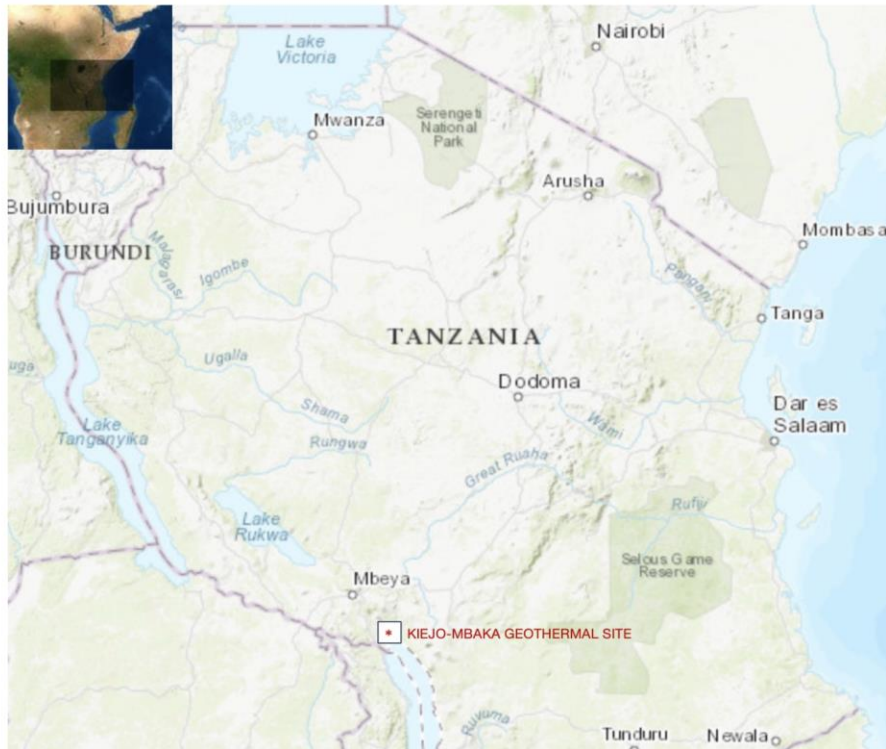 Nairobi
Lake
Victoria
Mwanza
Serengeti
National
Park
Arusha
Bujumbura
Mombasa
BURUNDI
Malagarasi
Igombe
Pangani
Tanga
TANZANIA
Ugalla
Dodoma
Dar es
Salaam
Shama
Wami
Lake
Tanganyika
Rungwa
Great Ruaha
Lake
Rukwa
Rufiji
Selous Game
Reserve
Mbeya
KIEJO-MBAKA GEOTHERMAL SITE
Ruvuma
Tunduru
Newala